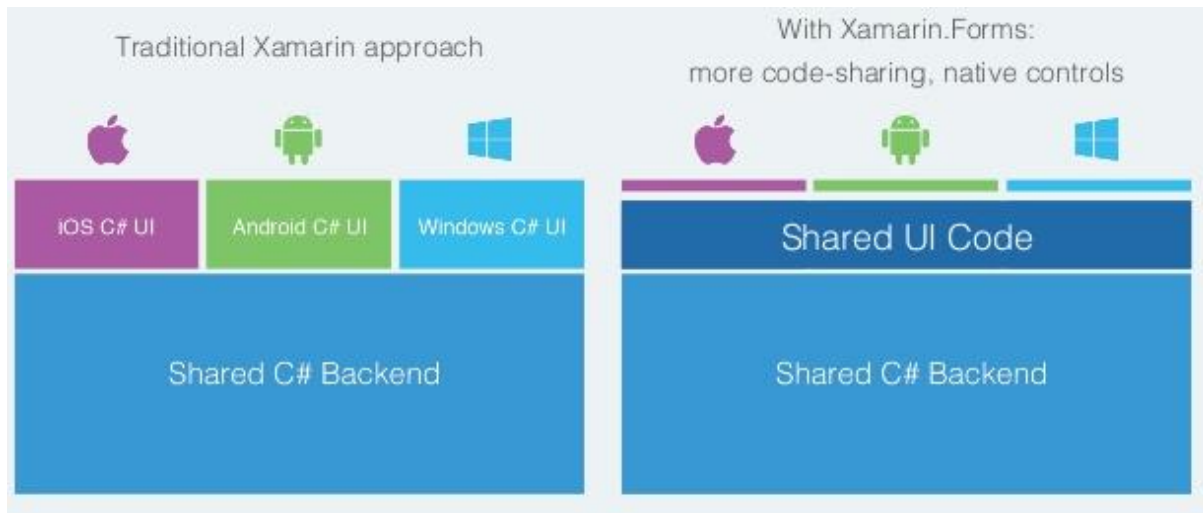 Traditional Xamarin approach
iOS C# UI
Android C# UI
Windows C# UI
Shared C# Backend
With Xamarin.Forms:
more code-sharing, native controls
Shared UI Code
Shared C# Backend